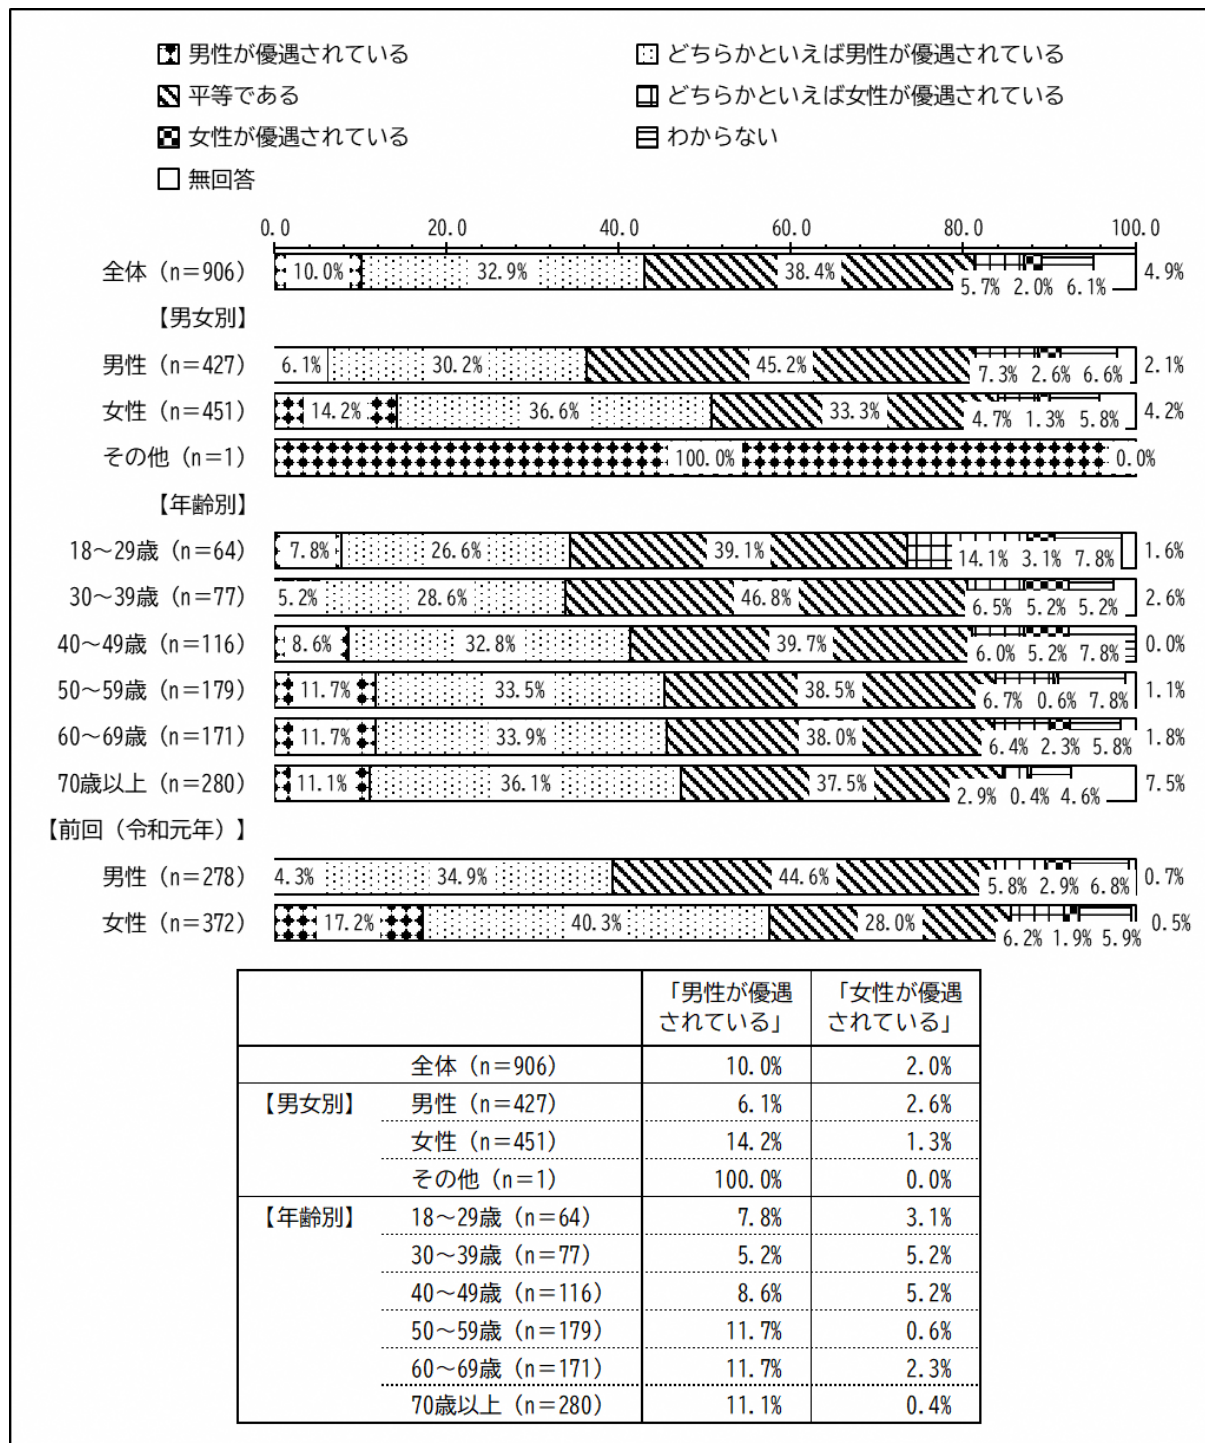 男性が優遇されている どちらかといえば男性が優遇されている
平等である どちらかといえば女性が優遇されている
女性が優遇されている わからない
無回答
0.0 20.0 40.0 60.0 80.0 100.0
全体（n＝906） 10.0% 32.9% 38.4% 5.7% 2.0% 6.1% 4.9%
【男女別】
男性（n＝427） 6.1% 30.2% 45.2% 7.3% 2.6% 6.6% 2.1%
女性（n＝451） 14.2% 36.6% 33.3% 4.7% 1.3% 5.8% 4.2%
その他（n＝1） 100.0% 0.0%
【年齢別】
18～29歳（n＝64） 7.8% 26.6% 39.1% 14.1% 3.1% 7.8% 1.6%
30～39歳（n＝77） 5.2% 28.6% 46.8% 6.5% 5.2% 5.2% 2.6%
40～49歳（n＝116） 8.6% 32.8% 39.7% 6.0% 5.2% 7.8% 0.0%
50～59歳（n＝179） 11.7% 33.5% 38.5% 6.7% 0.6% 7.8% 1.1%
60～69歳（n＝171） 11.7% 33.9% 38.0% 6.4% 2.3% 5.8% 1.8%
70歳以上（n＝280） 11.1% 36.1% 37.5% 2.9% 0.4% 4.6% 7.5%
【前回（令和元年）】
男性（n＝278） 4.3% 34.9% 44.6% 5.8% 2.9% 6.8% 0.7%
女性（n＝372） 17.2% 40.3% 28.0% 6.2% 1.9% 5.9% 0.5%
「男性が優遇 「女性が優遇
されている」 されている」
全体（n＝906） 10.0% 2.0%
【男女別】 男性（n＝427） 6.1% 2.6%
女性（n＝451） 14.2% 1.3%
その他（n＝1） 100.0% 0.0%
【年齢別】 18～29歳（n＝64） 7.8% 3.1%
30～39歳（n＝77） 5.2% 5.2%
40～49歳（n＝116） 8.6% 5.2%
50～59歳（n＝179） 11.7% 0.6%
60～69歳（n＝171） 11.7% 2.3%
70歳以上（n＝280） 11.1% 0.4%